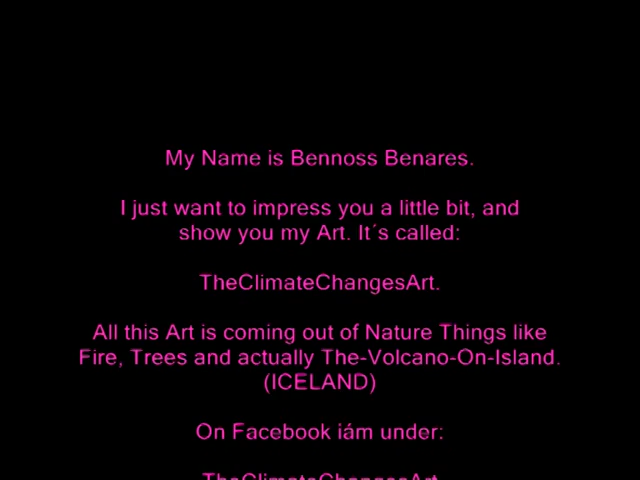 My Name is Bennoss Benares.
I just want to impress you a little bit, and
show you my Art. It´s called:
TheClimateChangesArt.
All this Art is coming out of Nature Things like
Fire, Trees and actually The-Volcano-On-Island.
(ICELAND)
On Facebook iám under:
TheClimateChangesArt